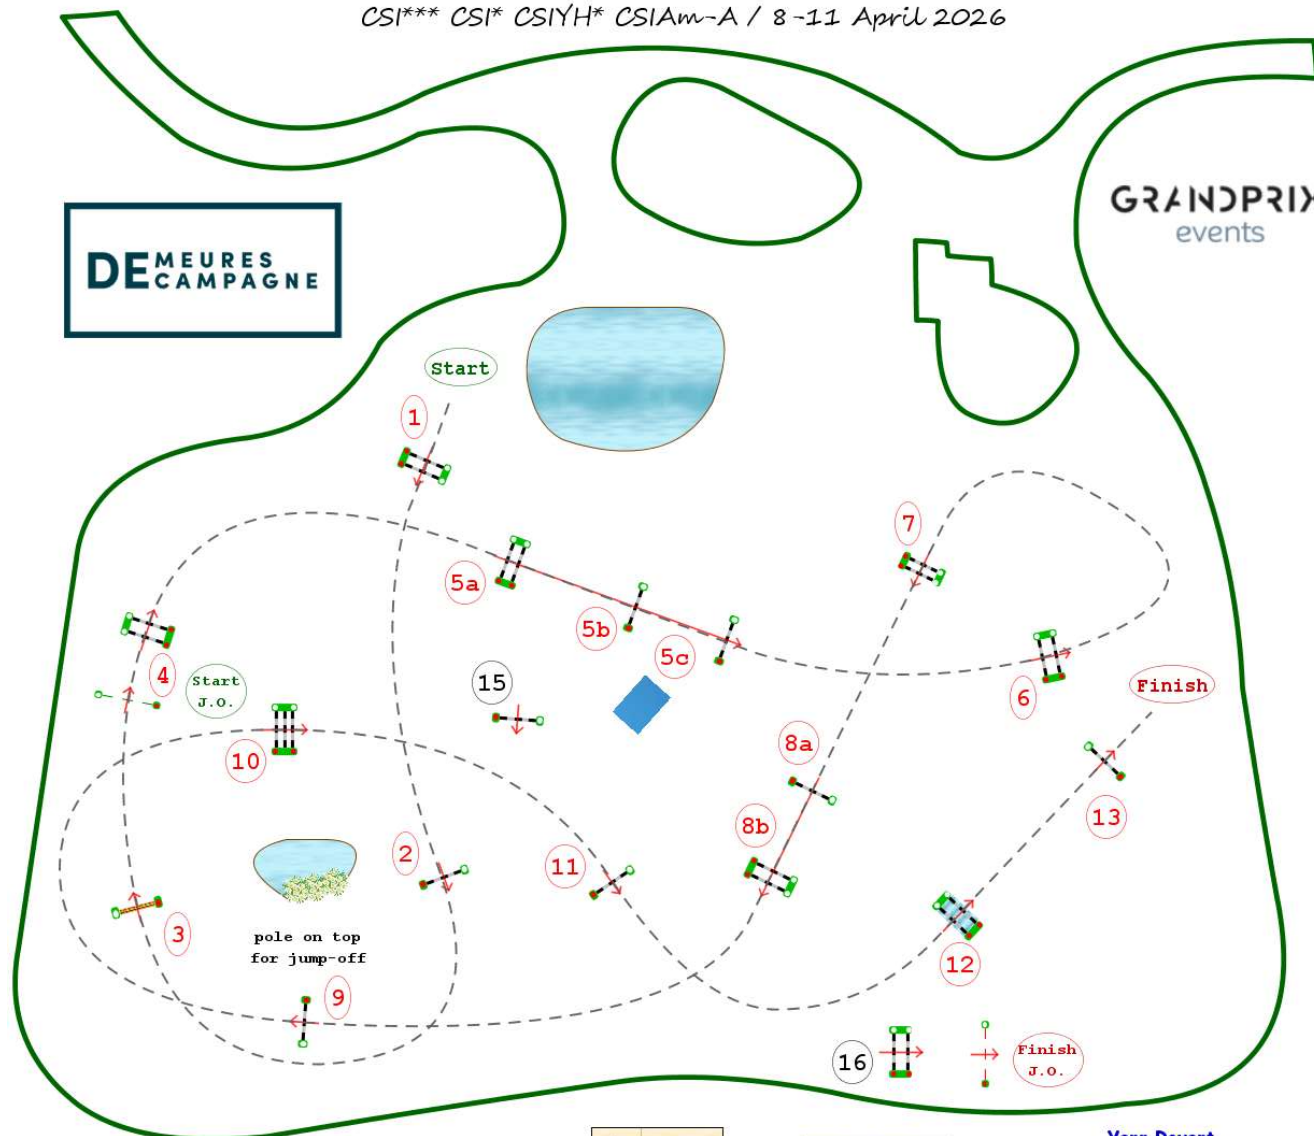 CSI*** CSI* CSIYH* CSIAm-A / 8-11 April 2026
GRANDPRIX
events
DEMEURES
CAMPAGNE
Start
1
7
5a
5b
5c
4
Start
J.O.
15
6
Finish
10
8a
8b
13
2
11
3
pole on top
for jump-off
12
9
16
Finish
J.O.